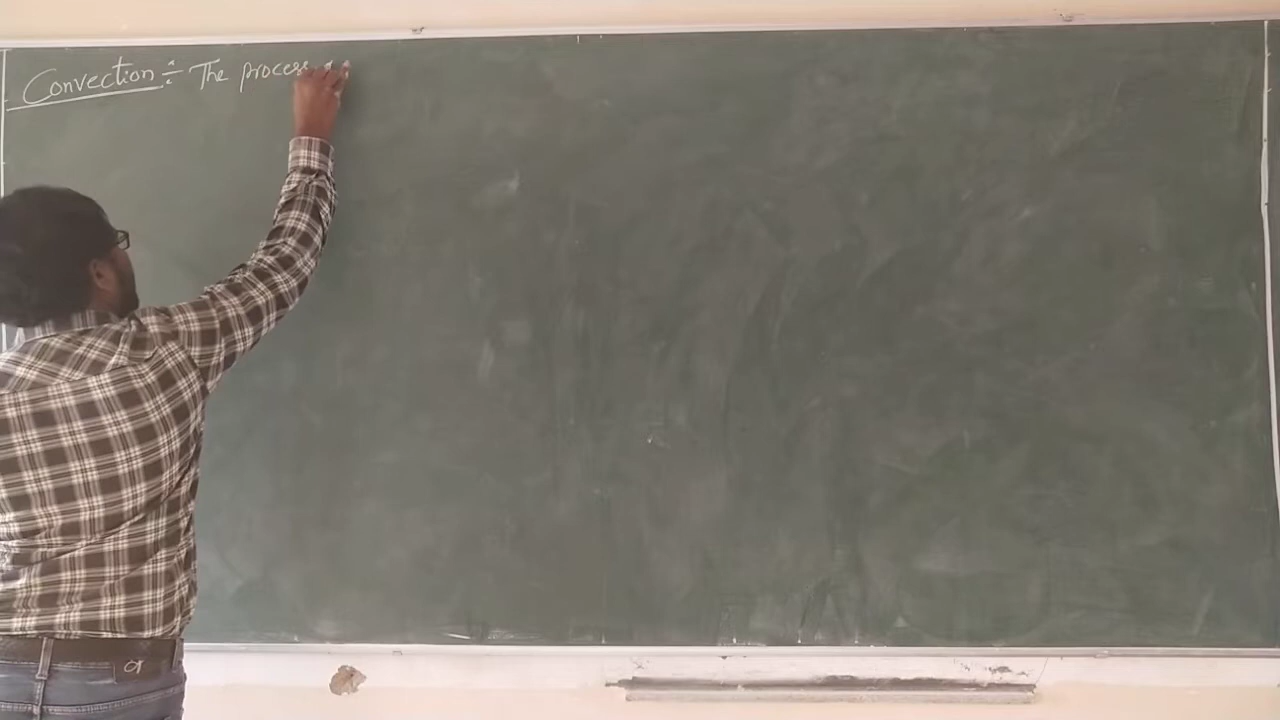 Convection :- The process